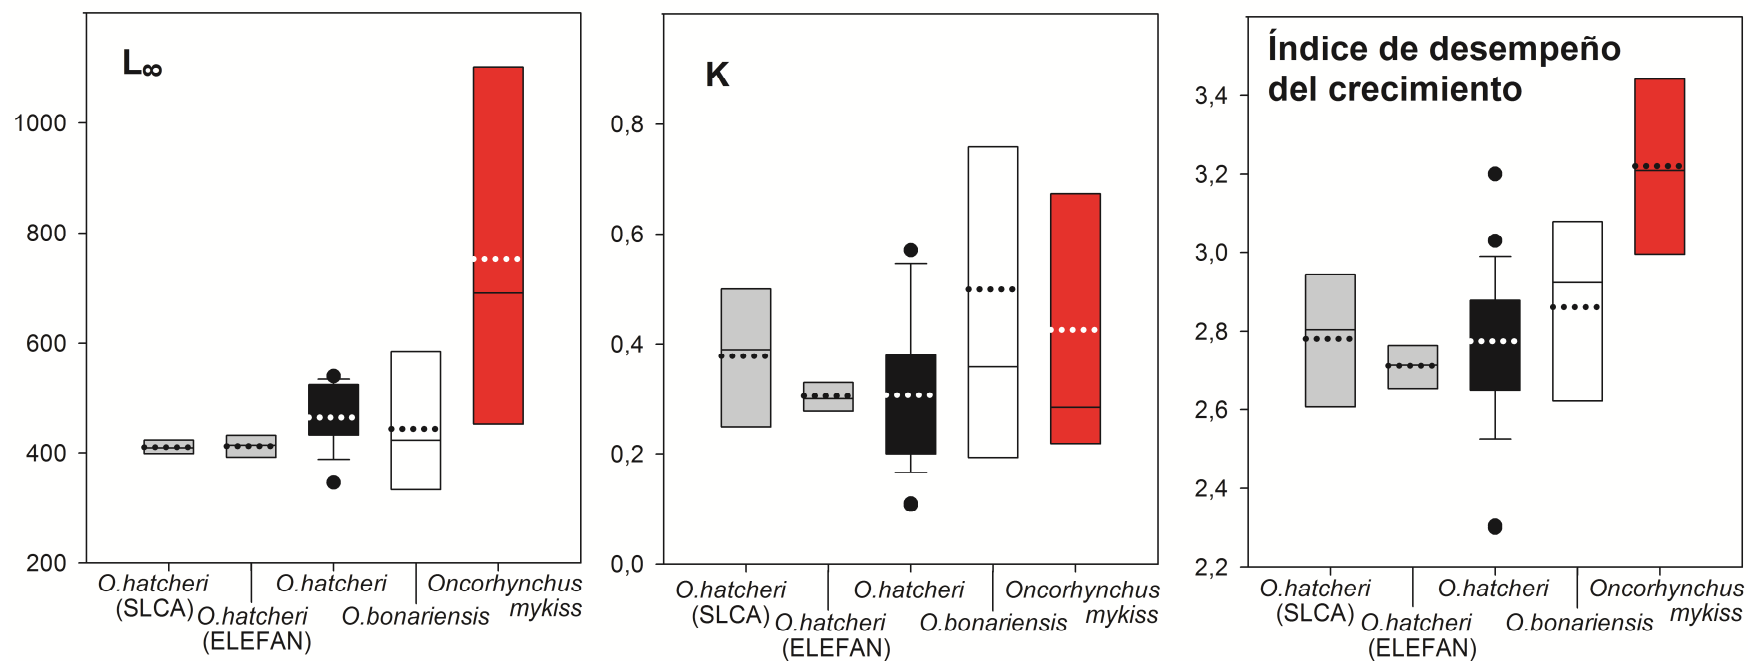 L∞
1000
800
600
400
200
O.hatcheri
(SLCA)
O.hatcheri
(ELEFAN)
O.hatcheri
O.bonariensis
Oncorhynchus
mykiss
K
0,8
0,6
0,4
0,2
0,0
O.hatcheri
(SLCA)
O.hatcheri
(ELEFAN)
O.hatcheri
O.bonariensis
Oncorhynchus
mykiss
Índice de desempeño
del crecimiento
3,4
3,2
3,0
2,8
2,6
2,4
2,2
O.hatcheri
(SLCA)
O.hatcheri
(ELEFAN)
O.hatcheri
O.bonariensis
Oncorhynchus
mykiss